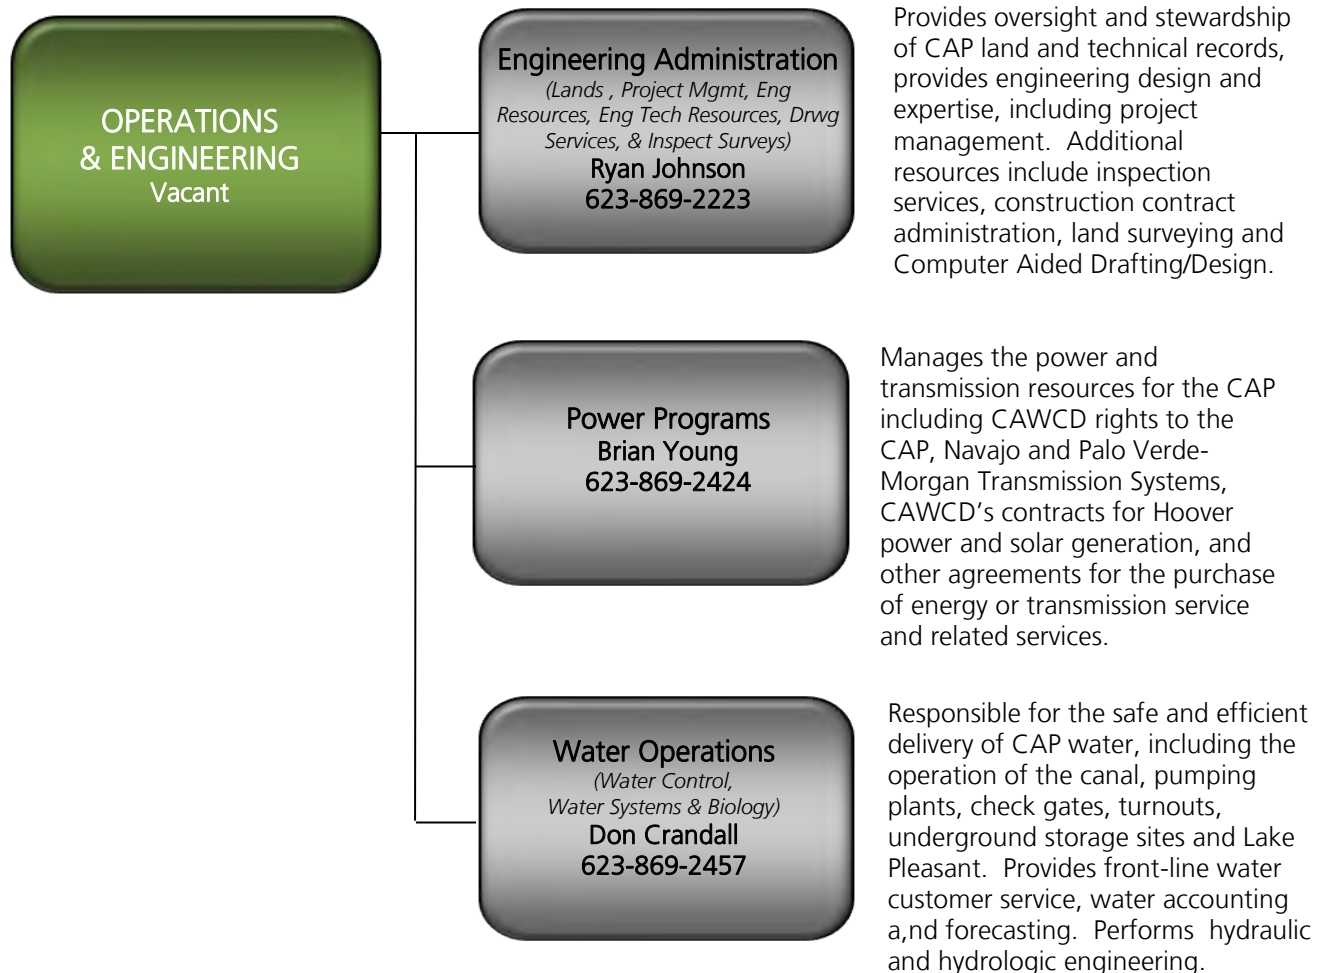 OPERATIONS
& ENGINEERING
Vacant
Engineering Administration
(Lands , Project Mgmt, Eng
Resources, Eng Tech Resources, Drwg
Services, & Inspect Surveys)
Ryan Johnson
623-869-2223
Provides oversight and stewardship
of CAP land and technical records,
provides engineering design and
expertise, including project
management.  Additional
resources include inspection
services, construction contract
administration, land surveying and
Computer Aided Drafting/Design.
Power Programs
Brian Young
623-869-2424
Manages the power and
transmission resources for the CAP
including CAWCD rights to the
CAP, Navajo and Palo Verde-
Morgan Transmission Systems,
CAWCD’s contracts for Hoover
power and solar generation, and
other agreements for the purchase
of energy or transmission service
and related services.
Water Operations
(Water Control,
Water Systems & Biology)
Don Crandall
623-869-2457
Responsible for the safe and efficient
delivery of CAP water, including the
operation of the canal, pumping
plants, check gates, turnouts,
underground storage sites and Lake
Pleasant.  Provides front-line water
customer service, water accounting
a,nd forecasting.  Performs  hydraulic
and hydrologic engineering.